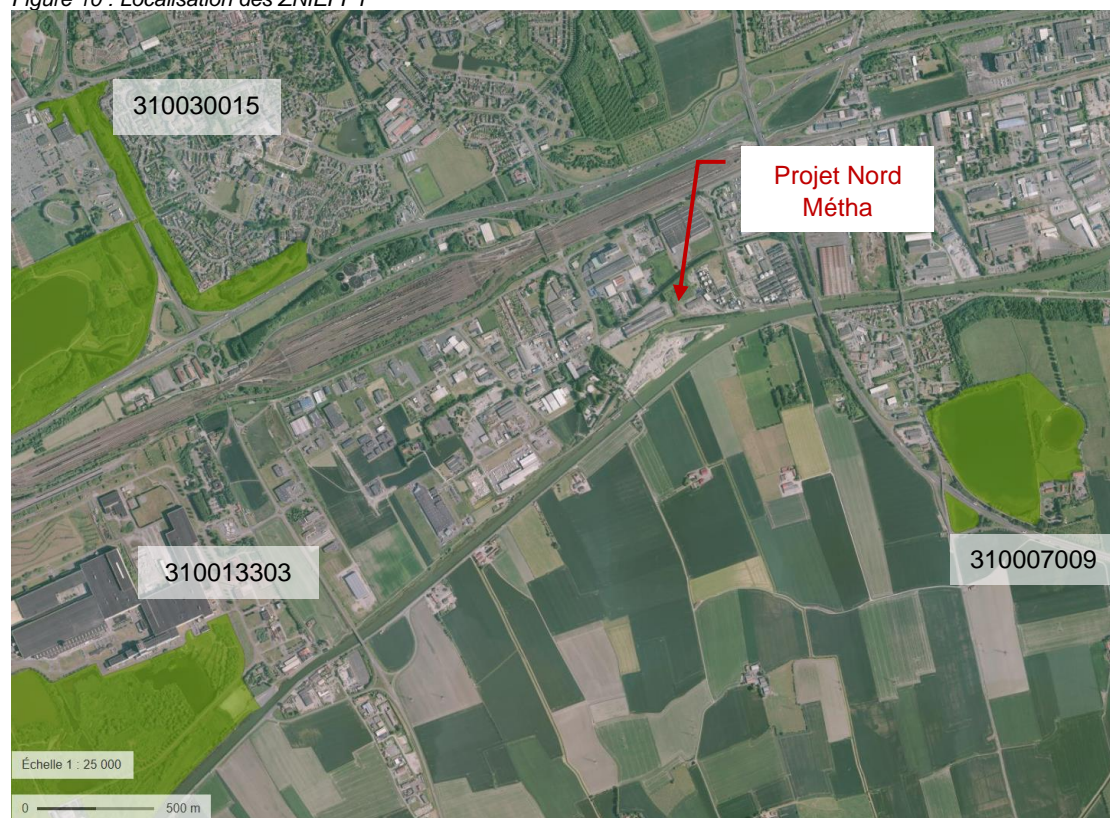 Figure 10 : Localisation des ZNIEFF 1
310030015
Projet Nord
Métha
310013303
310007009
Échelle 1 : 25 000
0 500 m